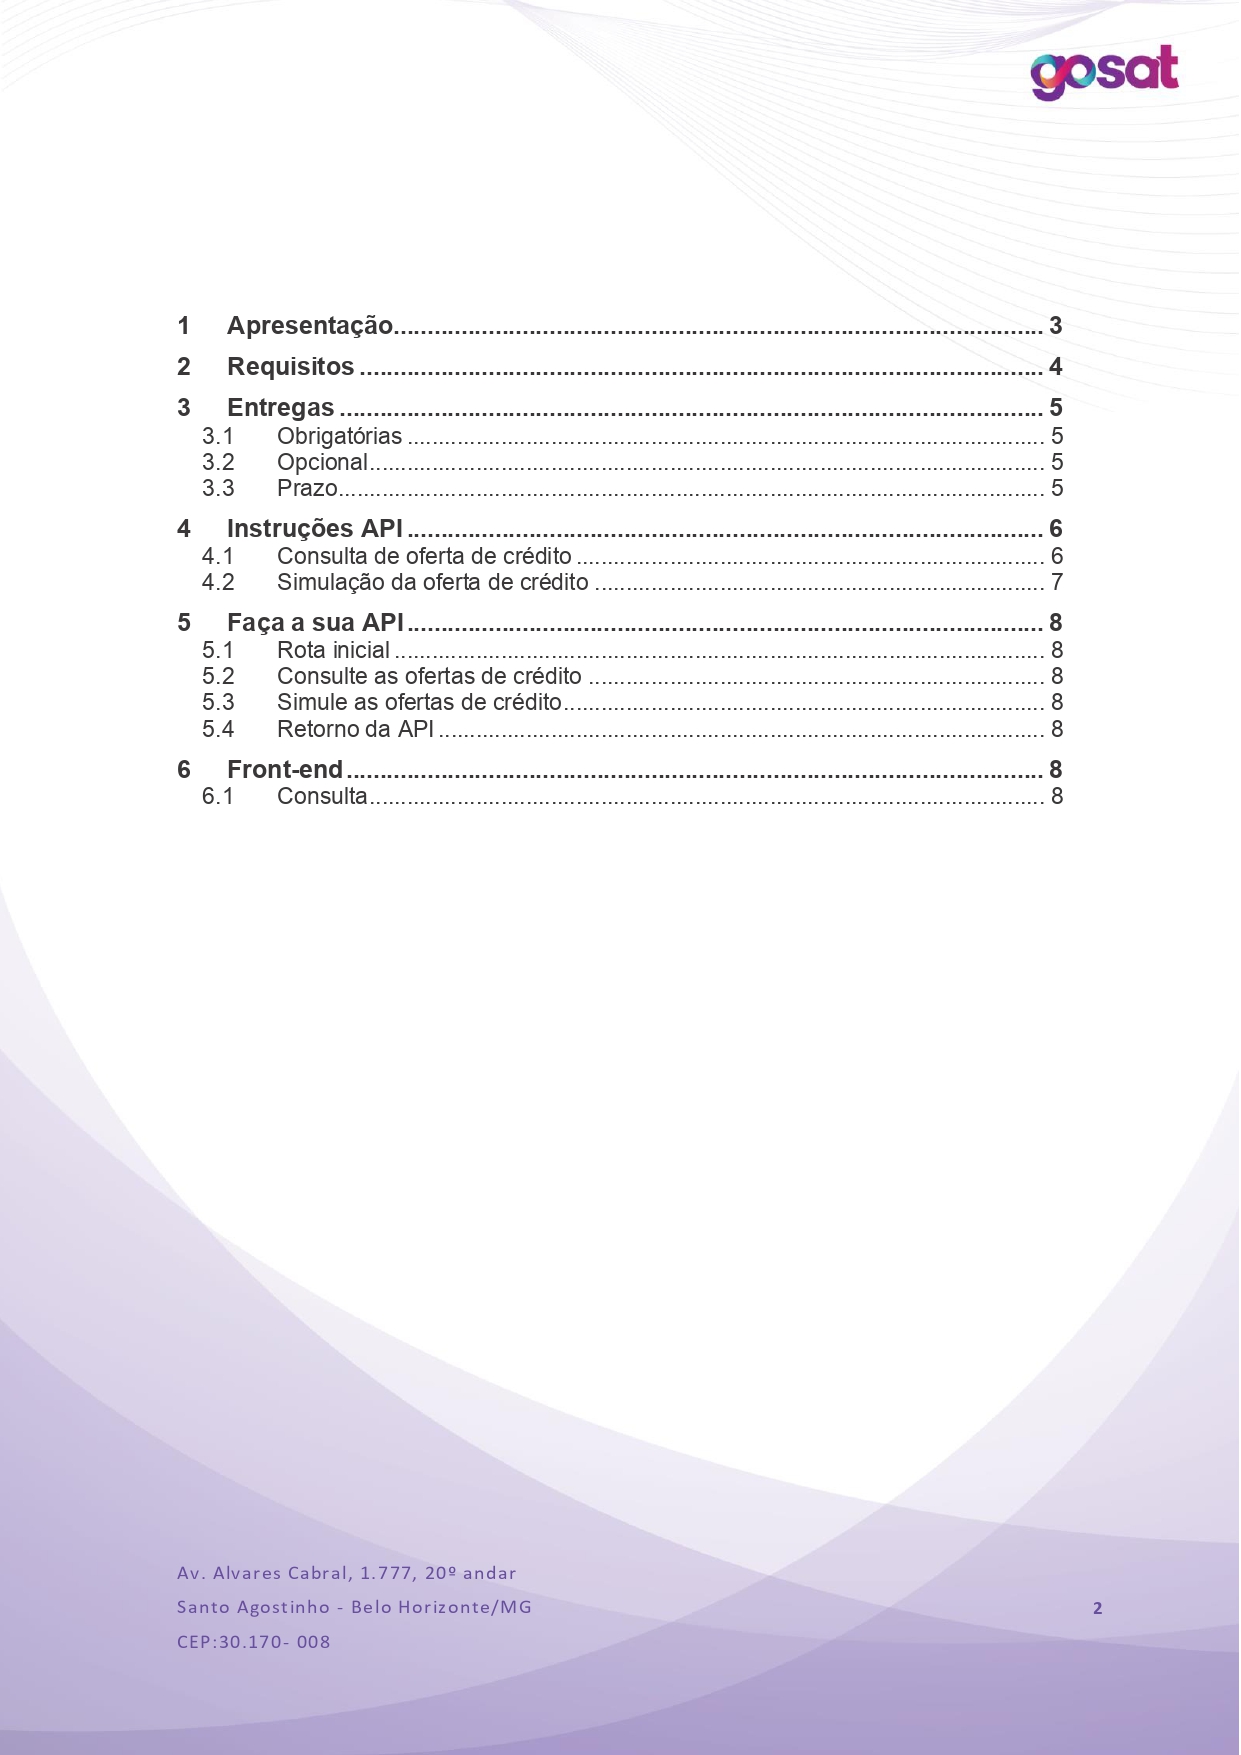 gosat
1 Apresentação................................................................................................ 3
2 Requisitos ..................................................................................................... 4
3 Entregas ........................................................................................................ 5
3.1 Obrigatórias ...................................................................................................... 5
3.2 Opcional............................................................................................................ 5
3.3 Prazo................................................................................................................. 5
4 Instruções API .............................................................................................. 6
4.1 Consulta de oferta de crédito ........................................................................... 6
4.2 Simulação da oferta de crédito ........................................................................ 7
5 Faça a sua API .............................................................................................. 8
5.1 Rota inicial ........................................................................................................ 8
5.2 Consulte as ofertas de crédito ......................................................................... 8
5.3 Simule as ofertas de crédito............................................................................. 8
5.4 Retorno da API ................................................................................................. 8
6 Front-end ....................................................................................................... 8
6.1 Consulta............................................................................................................ 8
Av. Alvares Cabral, 1.777, 20º andar
Santo Agostinho - Belo Horizonte/MG
2
CEP:30.170- 008